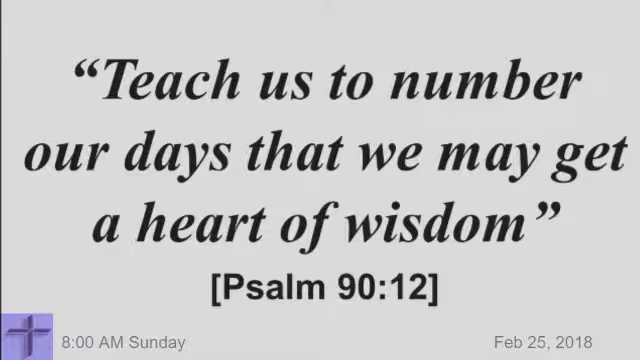 “Teach us to number
our days that we may get
a heart of wisdom”
[Psalm 90:12]
8:00 AM Sunday
Feb 25, 2018